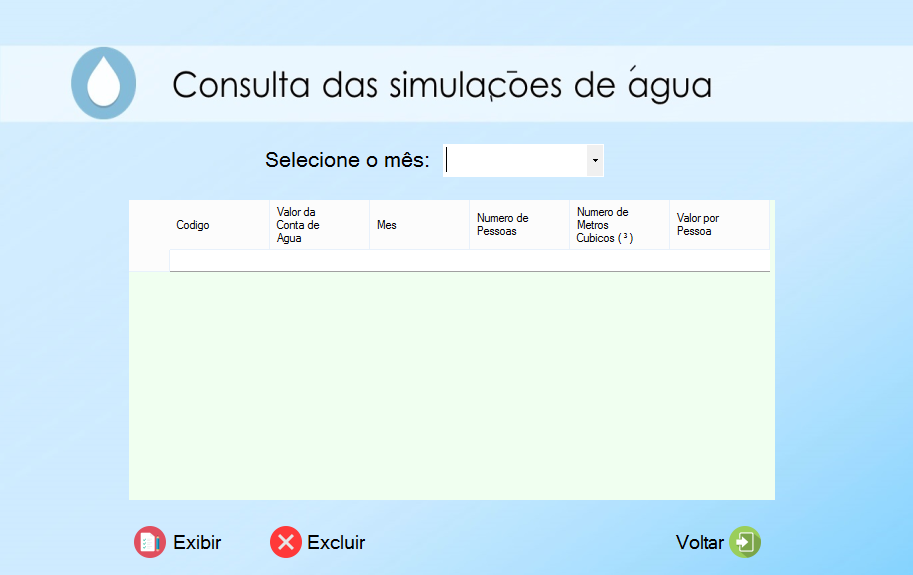 Consulta das simulações de água
Selecione o mês:
Codigo
Valor da
Conta de
Agua
Mes
Numero de
Pessoas
Numero de
Metros
Cubicos ( ³ )
Valor por
Pessoa
Exibir
Excluir
Voltar